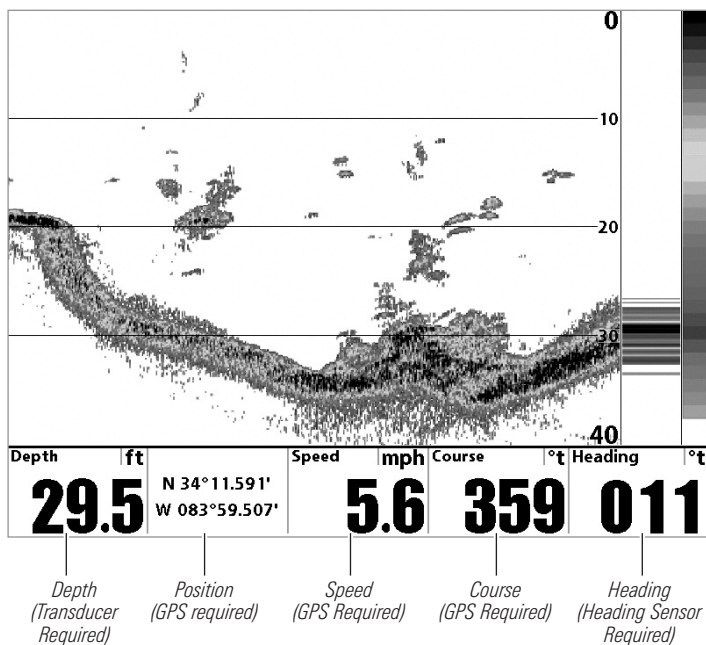 0
10
20
30
40
Depth ft
29.5
N 34°11.591'
W 083°59.507'
Speed mph
5.6
Course °t
359
Heading °t
011
Depth
(Transducer
Required)
Position
(GPS required)
Speed
(GPS Required)
Course
(GPS Required)
Heading
(Heading Sensor
Required)